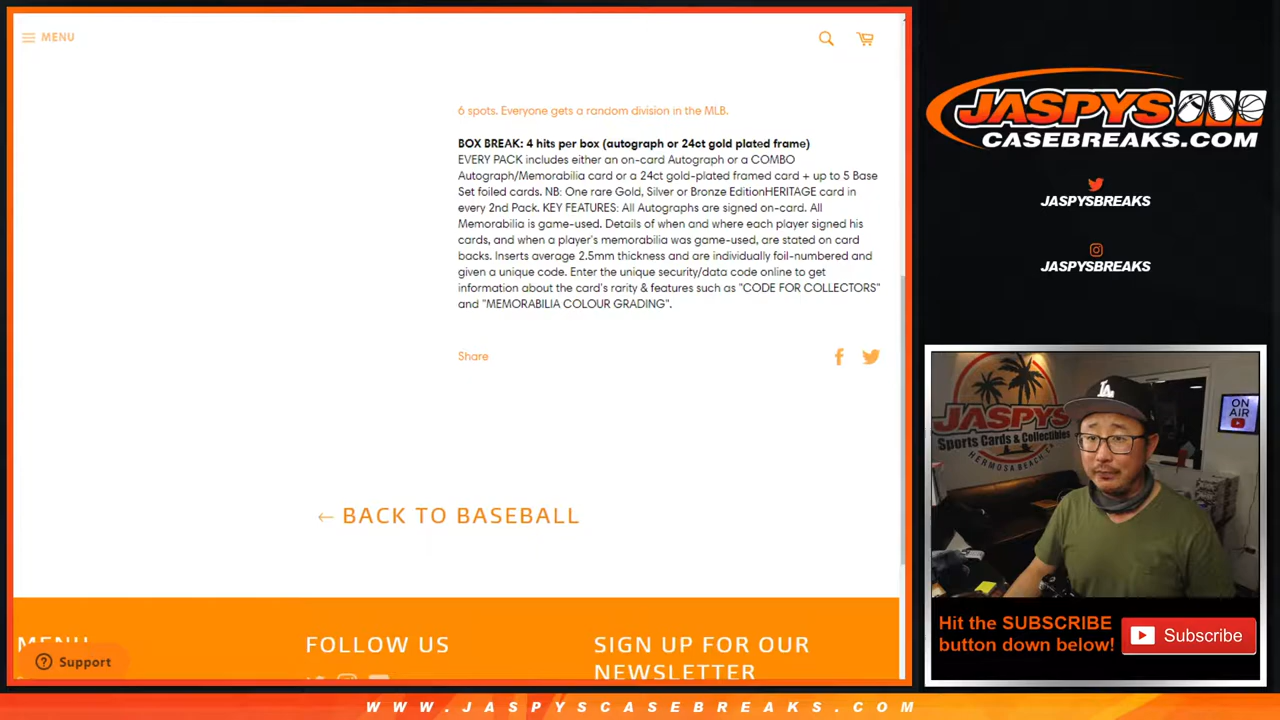 MENU
6 spots. Everyone gets a random division in the MLB.
BOX BREAK: 4 hits per box (autograph or 24ct gold plated frame)
EVERY PACK includes either an on-card Autograph or a COMBO
Autograph/Memorabilia card or a 24ct gold-plated framed card + up to 5 Base
Set foiled cards. NB: One rare Gold, Silver or Bronze EditionHERITAGE card in
every 2nd Pack. KEY FEATURES: All Autographs are signed on-card. All
Memorabilia is game-used. Details of when and where each player signed his
cards, and when a player's memorabilia was game-used, are stated on card
backs. Inserts average 2.5mm thickness and are individually foil-numbered and
given a unique code. Enter the unique security/data code online to get
information about the card's rarity & features such as "CODE FOR COLLECTORS"
and "MEMORABILIA COLOUR GRADING".
Share
← BACK TO BASEBALL
MENU
FOLLOW US
SIGN UP FOR OUR
NEWSLETTER
Support
JASPYS
CASEBREAKS.COM
JASPYSBREAKS
JASPYSBREAKS
JASPYS
Sports Cards & Collectibles
HERMOSA BEACH, CA
LA
ON
AIR
Hit the SUBSCRIBE
button down below!
Subscribe
WWW.JASPYSCASEBREAKS.COM